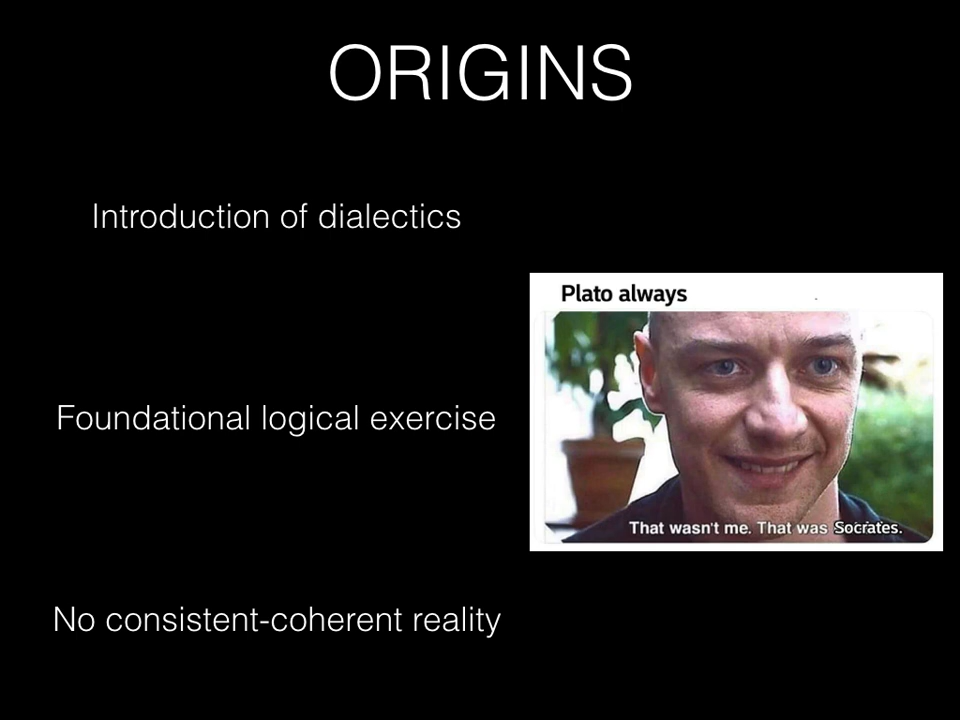 ORIGINS
Introduction of dialectics
Plato always
Foundational logical exercise
That wasn't me. That was Socrates.
No consistent-coherent reality